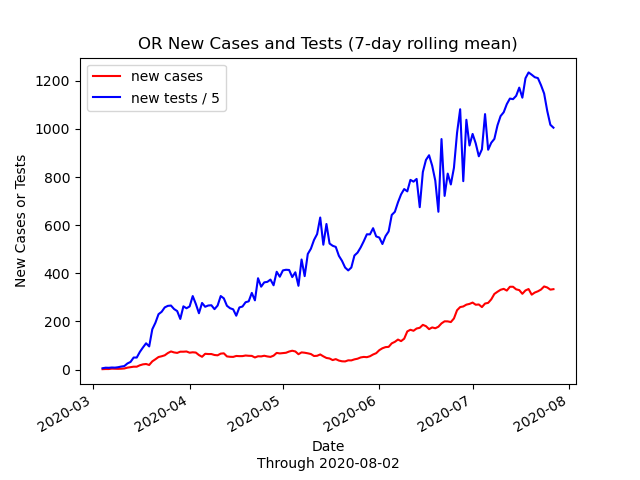 OR New Cases and Tests (7-day rolling mean)
new cases
new tests / 5
New Cases or Tests
1200
1000
800
600
400
200
0
2020-03
2020-04
2020-05
2020-06
2020-07
2020-08
Date
Through 2020-08-02